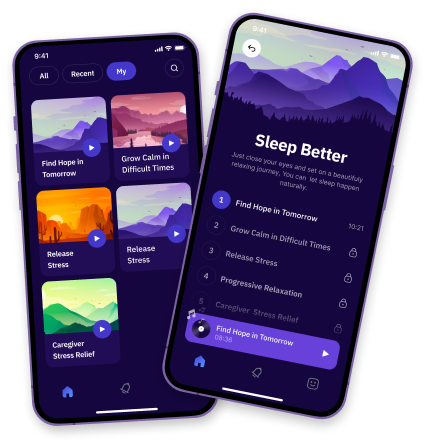 9:41
All
Recent
My
Find Hope in
Tomorrow
Grow Calm in
Difficult Times
Release
Stress
Release
Stress
Caregiver
Stress Relief
9:41
Sleep Better
Just close your eyes and set on a beautifuly
relaxing journey. You can let sleep happen
naturally.
1 Find Hope in Tomorrow 10:21
2 Grow Calm in Difficult Times
3 Release Stress
4 Progressive Relaxation
5 Caregiver Stress Relief
Find Hope in Tomorrow
08:36